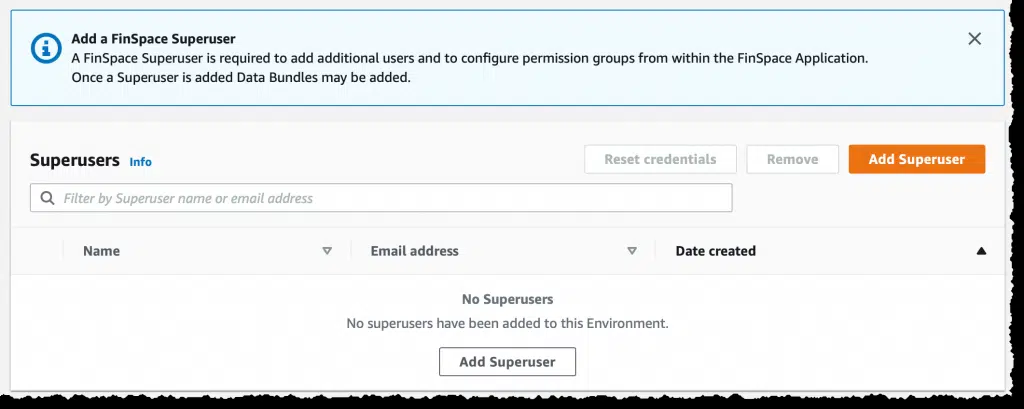 Add a FinSpace Superuser
A FinSpace Superuser is required to add additional users and to configure permission groups from within the FinSpace Application.
Once a Superuser is added Data Bundles may be added.
Superusers Info
Reset credentials
Remove
Add Superuser
Filter by Superuser name or email address
Name
Email address
Date created
No Superusers
No superusers have been added to this Environment.
Add Superuser